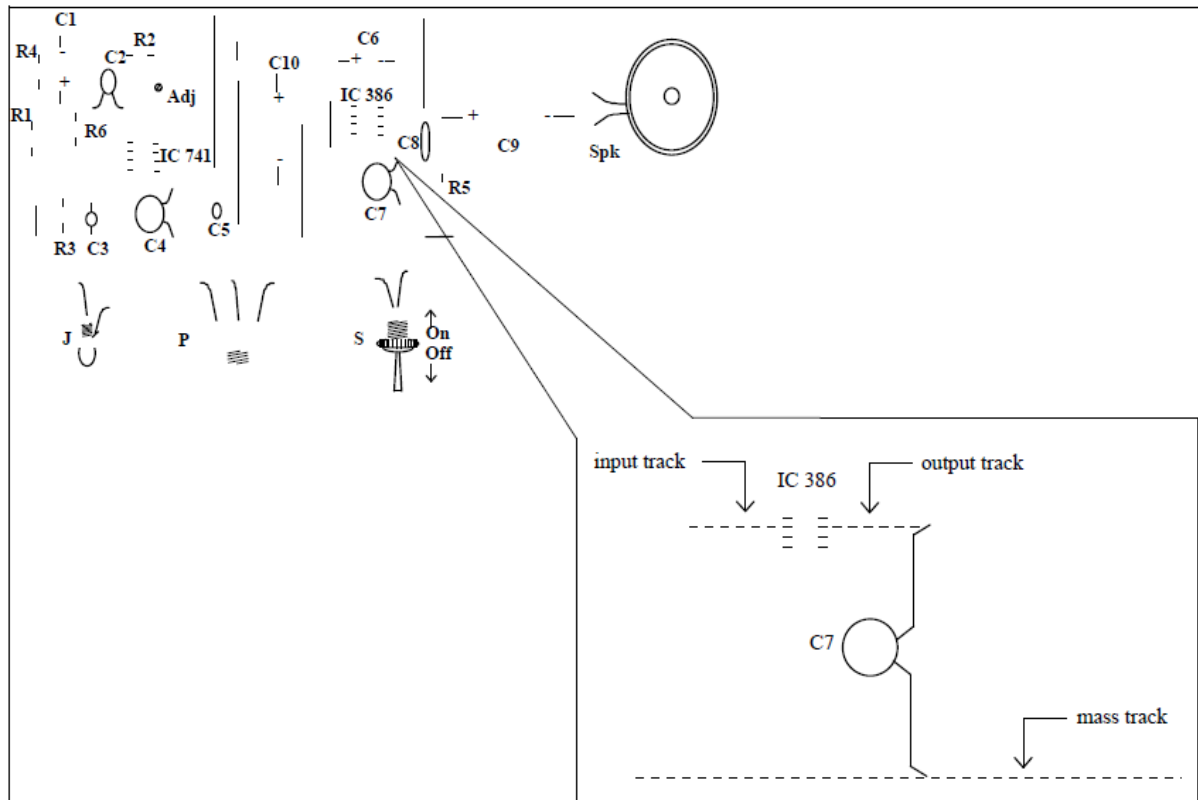 C1
R4
C2
R2
C10
C6
+
Adj
IC 386
R1
R6
IC 741
C8
C9
Spk
R5
C7
R3
C3
C4
C5
J
P
S
On
Off
input track
output track
IC 386
C7
mass track